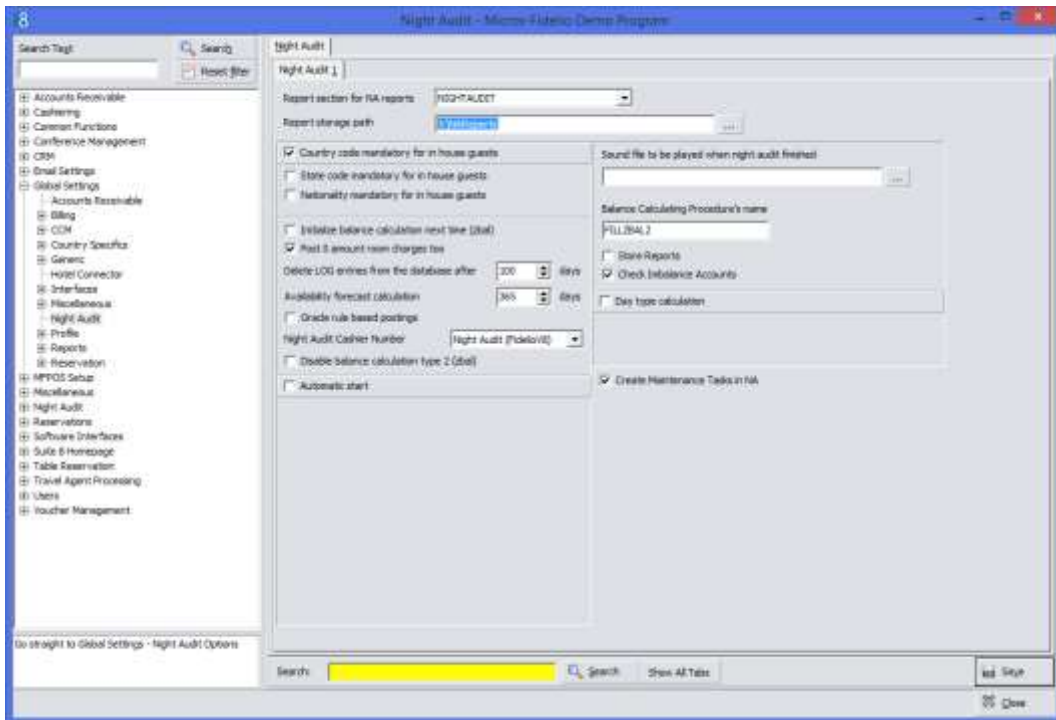 8
Night Audit - Micros-Fidelio Demo Program
Search Text
Search
Reset filter
Accounts Receivable
Cashiering
Common Functions
Conference Management
CRM
Email Settings
Global Settings
Accounts Receivable
Billing
CCM
Country Specifics
Generic
Hotel Connector
Interfaces
Miscellaneous
Night Audit
Profile
Reports
Reservation
MFPOS Setup
Miscellaneous
Night Audit
Reservations
Software Interfaces
Suite 8 Homepage
Table Reservation
Travel Agent Processing
Users
Voucher Management
Go straight to Global Settings - Night Audit Options
Night Audit
Night Audit 1
Report section for NA reports NIGHTAUDIT
Report storage path
...
Country code mandatory for in house guests
State code mandatory for in house guests
Nationality mandatory for in house guests
Initialize balance calculation next time (zbal)
Post 0 amount room charges too
Delete LOG entries from the database after 100 days
Availability forecast calculation 365 days
Grade rule based postings
Night Audit Cashier Number Night Audit (FidelioV8)
Disable balance calculation type 2 (zbal)
Automatic start
Sound file to be played when night audit finished
...
Balance Calculating Procedure's name
FILLZBAL2
Store Reports
Check Imbalance Accounts
Day type calculation
Create Maintenance Tasks in NA
Search:
Search
Show All Tabs
Save
Close